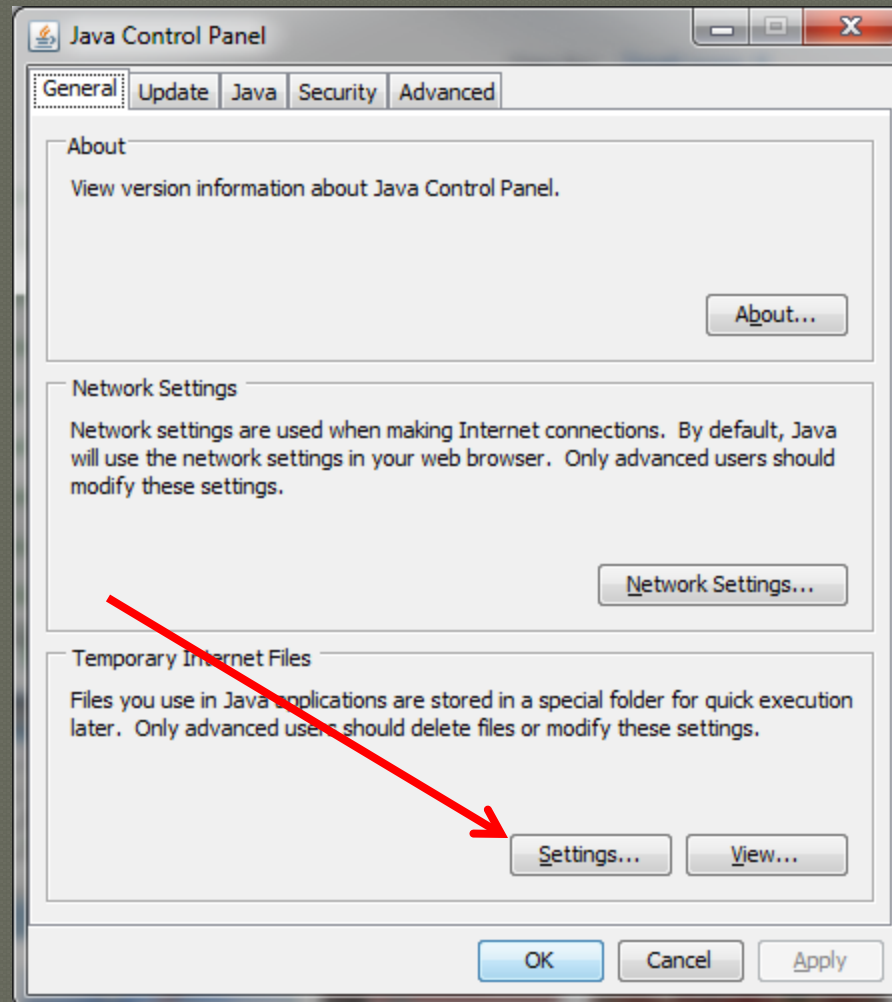 Java Control Panel
General Update Java Security Advanced
About
View version information about Java Control Panel.
About...
Network Settings
Network settings are used when making Internet connections. By default, Java
will use the network settings in your web browser. Only advanced users should
modify these settings.
Network Settings...
Temporary Internet Files
Files you use in Java applications are stored in a special folder for quick execution
later. Only advanced users should delete files or modify these settings.
Settings... View...
OK Cancel Apply